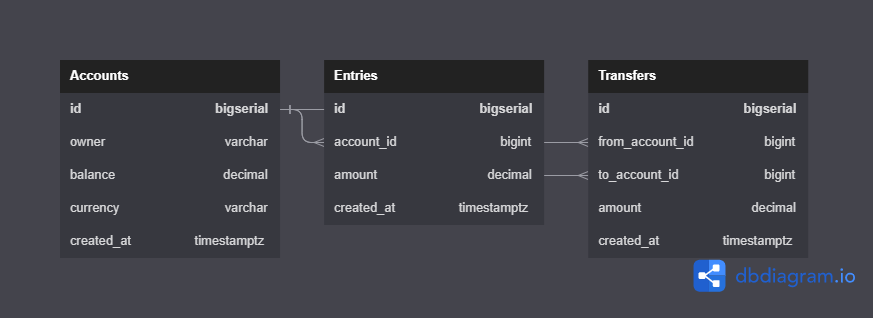 Accounts
id bigserial
owner varchar
balance decimal
currency varchar
created_at timestamptz
Entries
id bigserial
account_id bigint
amount decimal
created_at timestamptz
Transfers
id bigserial
from_account_id bigint
to_account_id bigint
amount decimal
created_at timestamptz
dbdiagram.io